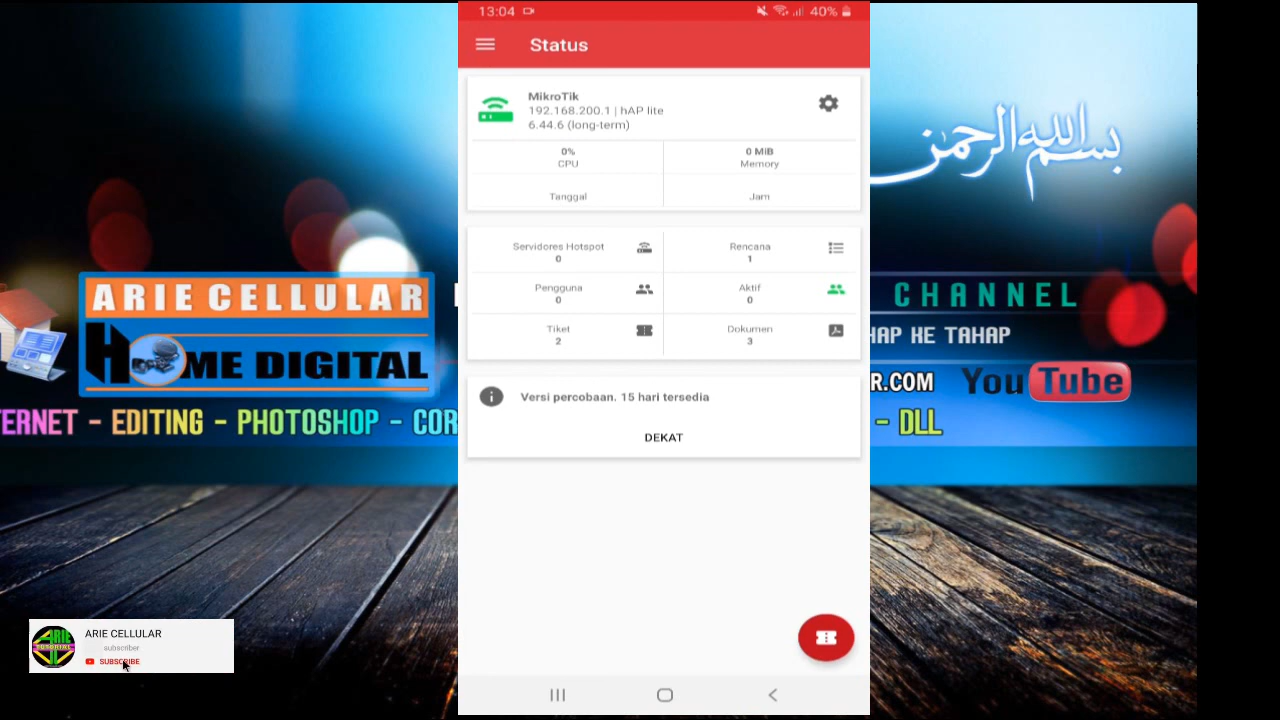 13:04
40%
Status
MikroTik
192.168.200.1 | hAP lite
6.44.6 (long-term)
0%
CPU
0 MiB
Memory
Tanggal
Jam
Servidores Hotspot
0
Rencana
1
Pengguna
0
Aktif
0
Tiket
2
Dokumen
3
Versi percobaan. 15 hari tersedia
DEKAT
بسم الله الرحمن
ARIE CELLULAR
HOME DIGITAL
ERNET - EDITING - PHOTOSHOP - COR
CHANNEL
HAP KE TAHAP
R.COM YouTube
- DLL
ARIE TUTORIAL
ARIE CELLULAR
subscriber
SUBSCRIBE